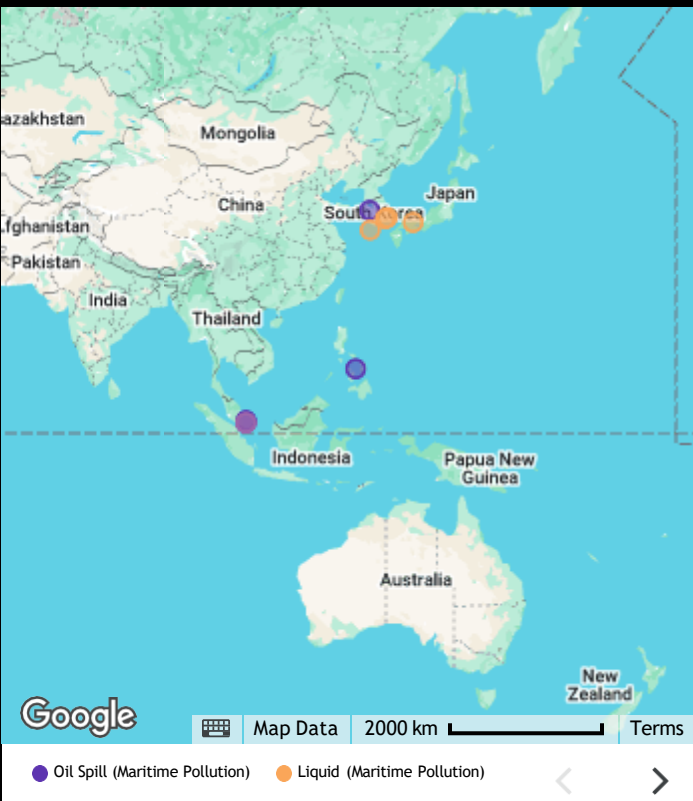 azakhstan
Mongolia
Japan
China
South Korea
fghanistan
Pakistan
India
Thailand
Indonesia
Papua New
Guinea
Australia
New
Zealand
Google
Map Data 2000 km Terms
Oil Spill (Maritime Pollution) Liquid (Maritime Pollution)